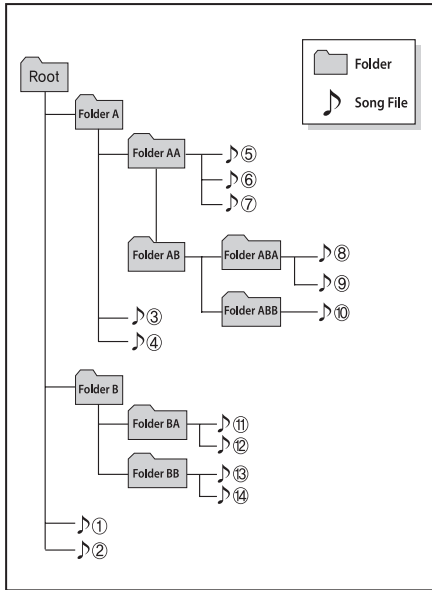 Root
Folder
Song File
Folder A
Folder AA
⑤
⑥
⑦
Folder AB
Folder ABA
⑧
⑨
Folder ABB
⑩
③
④
Folder B
Folder BA
⑪
⑫
Folder BB
⑬
⑭
①
②